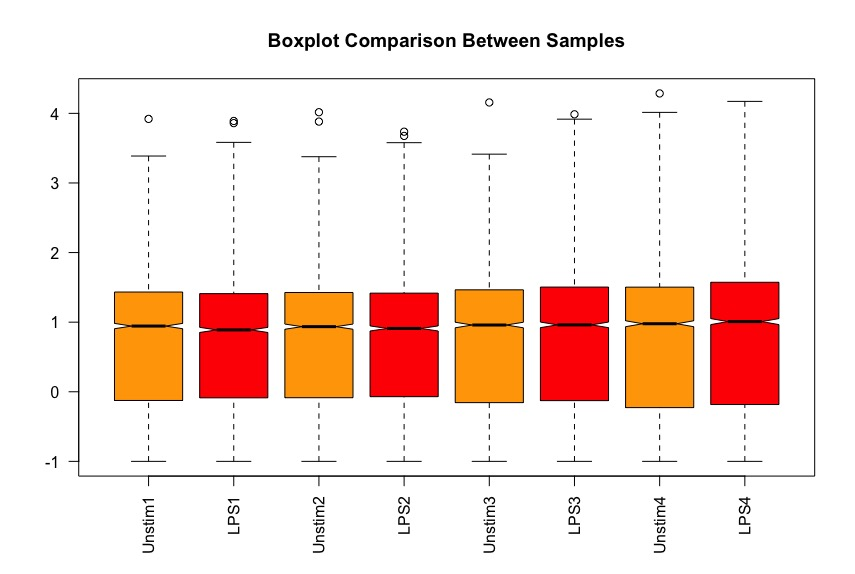 Boxplot Comparison Between Samples
4
3
2
1
0
-1
Unstim1
LPS1
Unstim2
LPS2
Unstim3
LPS3
Unstim4
LPS4